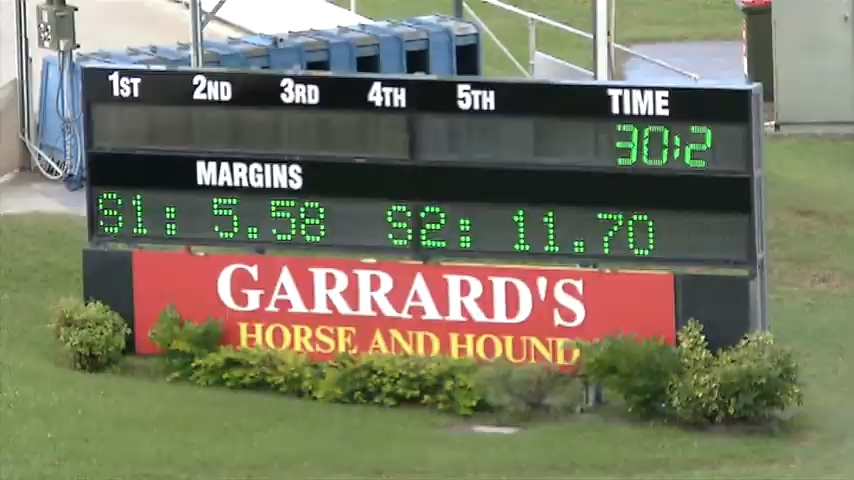 1ST 2ND 3RD 4TH 5TH TIME
30:2
MARGINS
S1: 5.58 S2: 11.70
GARRARD'S
HORSE AND HOUND